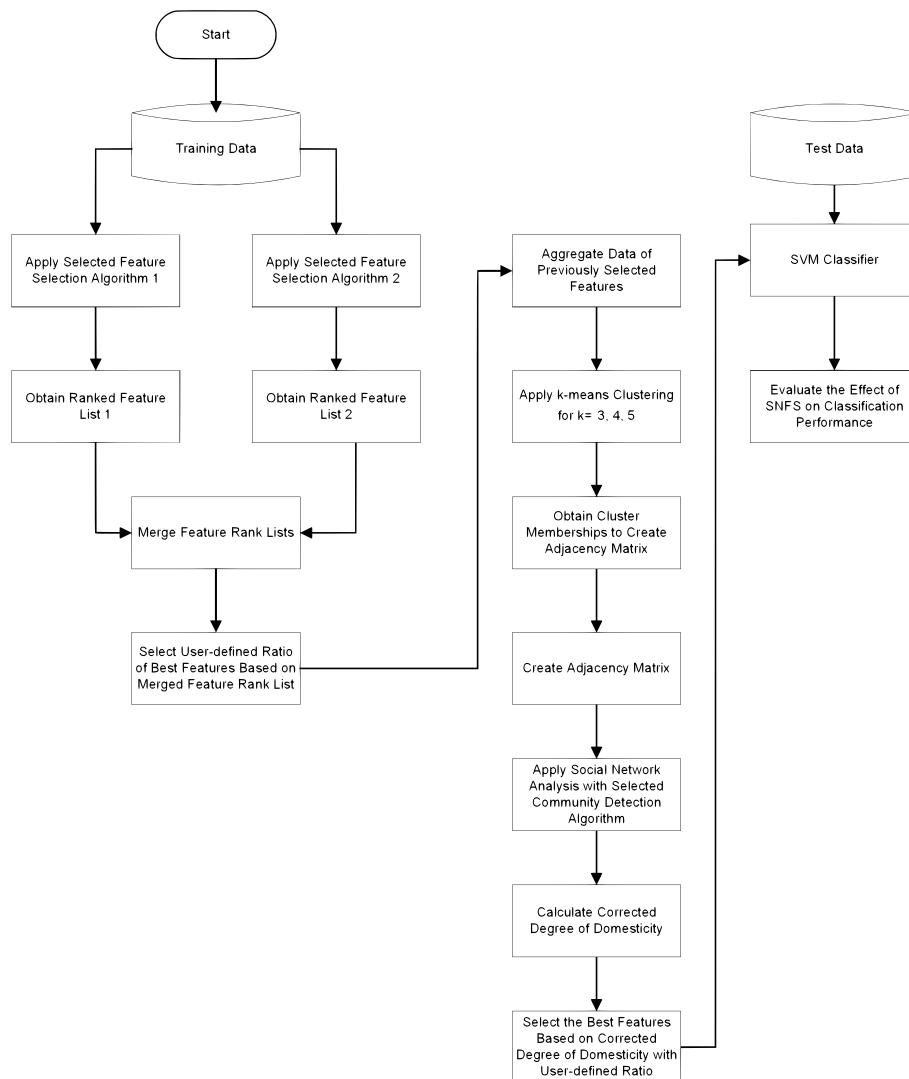 Start
Training Data
Apply Selected Feature
Selection Algorithm 1
Apply Selected Feature
Selection Algorithm 2
Obtain Ranked Feature
List 1
Obtain Ranked Feature
List 2
Merge Feature Rank Lists
Select User-defined Ratio
of Best Features Based on
Merged Feature Rank List
Aggregate Data of
Previously Selected
Features
Apply k-means Clustering
for k= 3, 4, 5
Obtain Cluster
Memberships to Create
Adjacency Matrix
Create Adjacency Matrix
Apply Social Network
Analysis with Selected
Community Detection
Algorithm
Calculate Corrected
Degree of Domesticity
Select the Best Features
Based on Corrected
Degree of Domesticity with
User-defined Ratio
Test Data
SVM Classifier
Evaluate the Effect of
SNFS on Classification
Performance